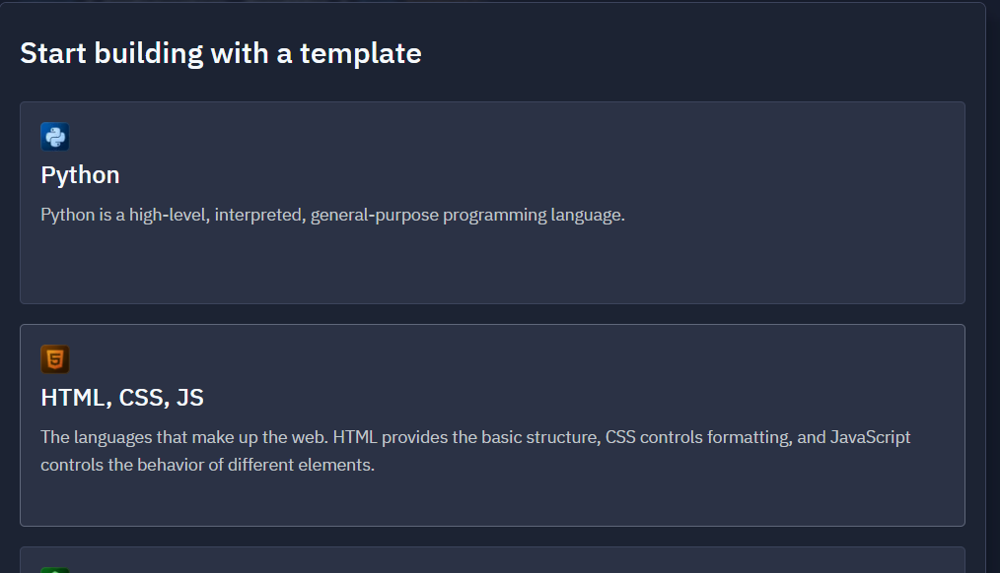 Start building with a template
Python
Python is a high-level, interpreted, general-purpose programming language.
HTML, CSS, JS
The languages that make up the web. HTML provides the basic structure, CSS controls formatting, and JavaScript
controls the behavior of different elements.